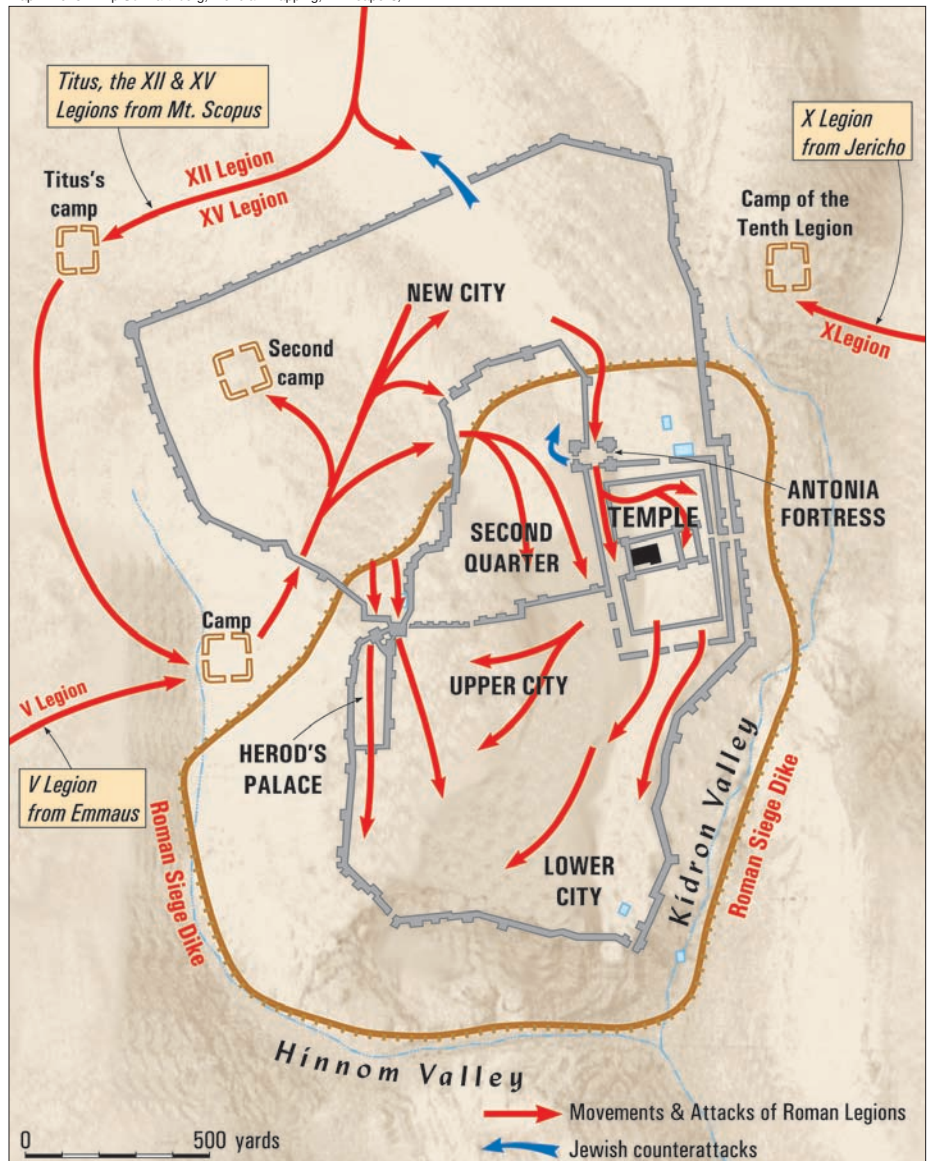 Titus, the XII & XV
Legions from Mt. Scopus
X Legion
from Jericho
Titus's
camp
XII Legion
XV Legion
Camp of the
Tenth Legion
XLegion
NEW CITY
Second
camp
ANTONIA
FORTRESS
TEMPLE
SECOND
QUARTER
Camp
V Legion
UPPER CITY
HEROD'S
PALACE
V Legion
from Emmaus
Roman Siege Dike
LOWER
CITY
Kidron Valley
Roman Siege Dike
Hinnom Valley
Movements & Attacks of Roman Legions
0 500 yards
Jewish counterattacks